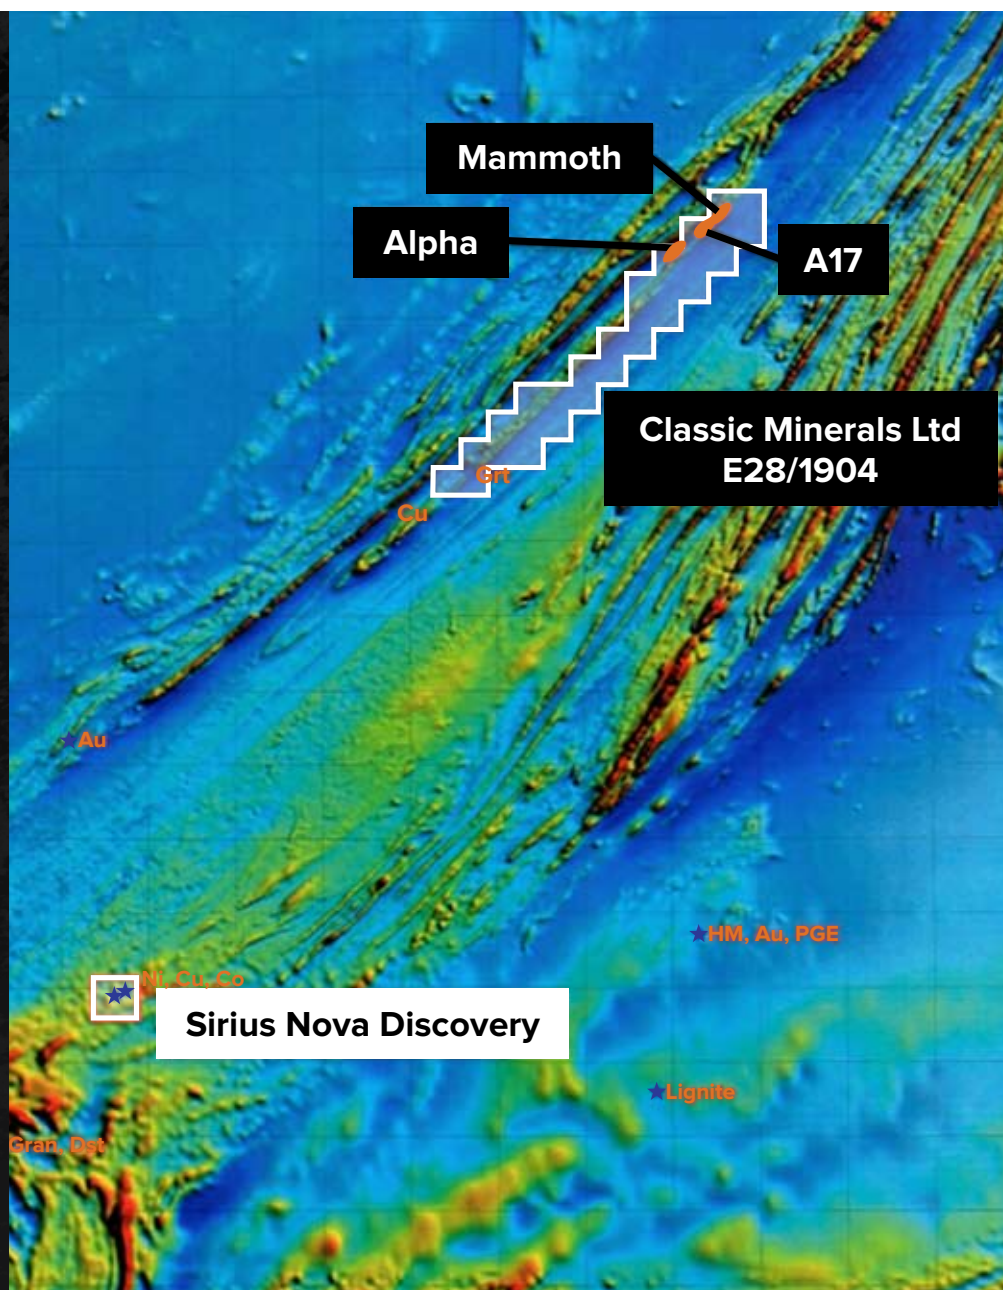 Mammoth
Alpha
A17
Classic Minerals Ltd
E28/1904
Grt
Cu
Au
HM, Au, PGE
Ni, Cu, Co
Sirius Nova Discovery
Lignite
Gran, Dst